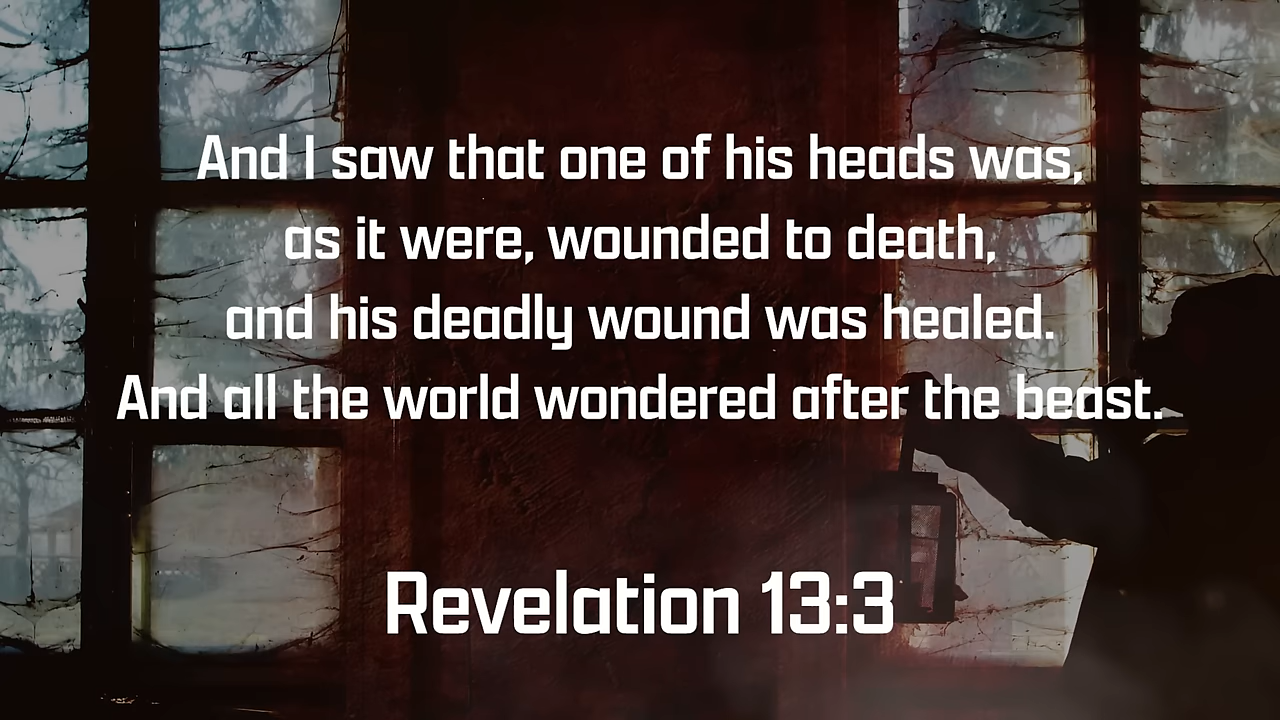 And I saw that one of his heads was,
as it were, wounded to death,
and his deadly wound was healed.
And all the world wondered after the beast.
Revelation 13:3